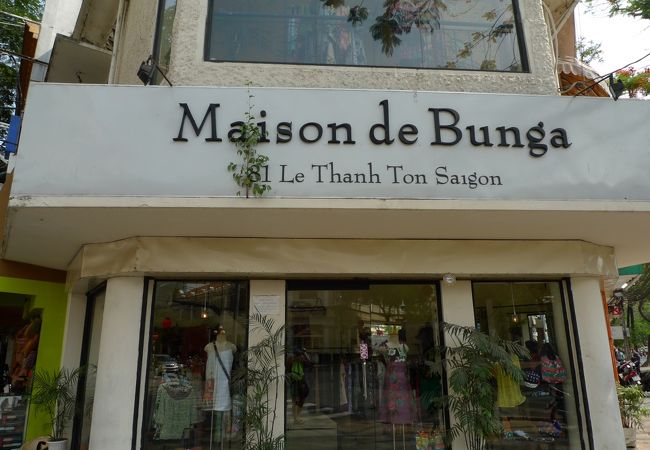 Maison de Bunga
81 Le Thanh Ton Saigon